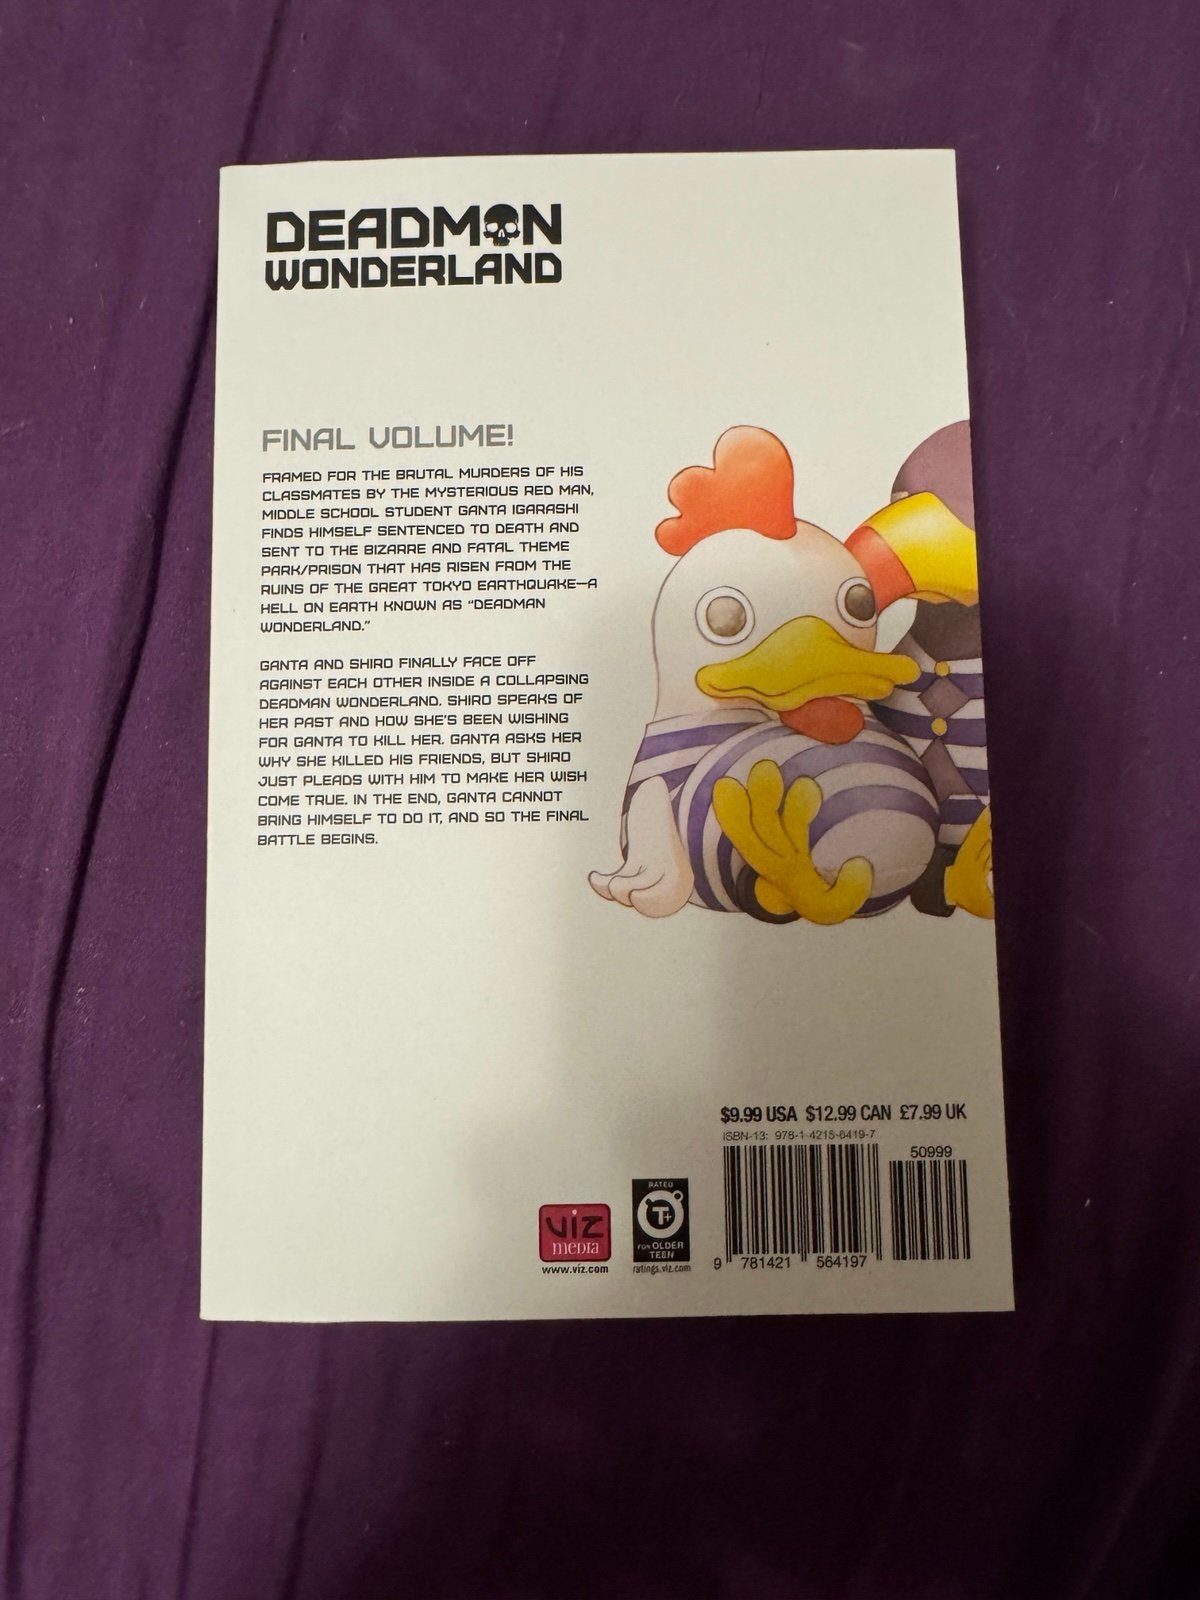 DEADMAN
WONDERLAND
FINAL VOLUME!
FRAMED FOR THE BRUTAL MURDERS OF HIS
CLASSMATES BY THE MYSTERIOUS RED MAN,
MIDDLE SCHOOL STUDENT GANTA IGARASHI
FINDS HIMSELF SENTENCED TO DEATH AND
SENT TO THE BIZARRE AND FATAL THEME
PARK/PRISON THAT HAS RISEN FROM THE
RUINS OF THE GREAT TOKYO EARTHQUAKE—A
HELL ON EARTH KNOWN AS "DEADMAN
WONDERLAND."
GANTA AND SHIRO FINALLY FACE OFF
AGAINST EACH OTHER INSIDE A COLLAPSING
DEADMAN WONDERLAND. SHIRO SPEAKS OF
HER PAST AND HOW SHE'S BEEN WISHING
FOR GANTA TO KILL HER. GANTA ASKS HER
WHY SHE KILLED HIS FRIENDS, BUT SHIRO
JUST PLEADS WITH HIM TO MAKE HER WISH
COME TRUE. IN THE END, GANTA CANNOT
BRING HIMSELF TO DO IT, AND SO THE FINAL
BATTLE BEGINS.
$9.99 USA $12.99 CAN £7.99 UK
ISBN-13: 978-1-4215-6419-7
50999
9 781421 564197
VIZ
media
www.viz.com
RATED
T+
FOR OLDER
TEEN
ratings.viz.com